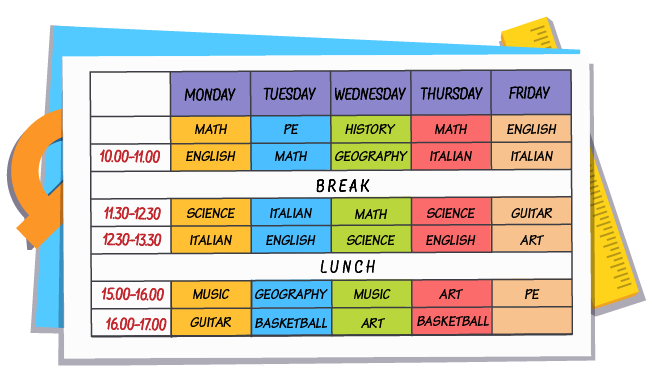 MONDAY TUESDAY WEDNESDAY THURSDAY FRIDAY
MATH PE HISTORY MATH ENGLISH
10.00-11.00 ENGLISH MATH GEOGRAPHY ITALIAN ITALIAN
BREAK
11.30-12.30 SCIENCE ITALIAN MATH SCIENCE GUITAR
12.30-13.30 ITALIAN ENGLISH SCIENCE ENGLISH ART
LUNCH
15.00-16.00 MUSIC GEOGRAPHY MUSIC ART PE
16.00-17.00 GUITAR BASKETBALL ART BASKETBALL